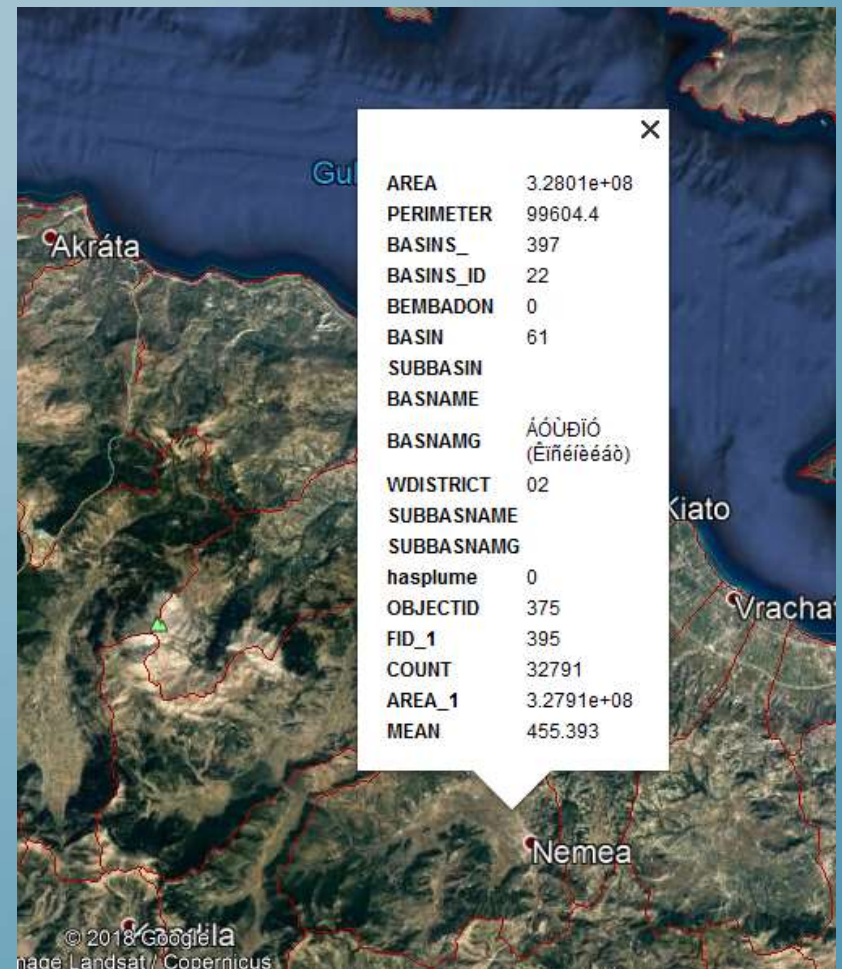 Gul
Akráta
×
AREA 3.2801e+08
PERIMETER 99604.4
BASINS_ 397
BASINS_ID 22
BEMBADON 0
BASIN 61
SUBBASIN
BASNAME
BASNAMG ÁÓÙÐÏÓ
(Êïñéíèéáò)
WDISTRICT 02
SUBBASNAME
SUBBASNAMG
hasplume 0
OBJECTID 375
FID_1 395
COUNT 32791
AREA_1 3.2791e+08
MEAN 455.393
Kiato
Vracha
Nemea
Kandila
© 2018 Google
mage Landsat / Copernicus